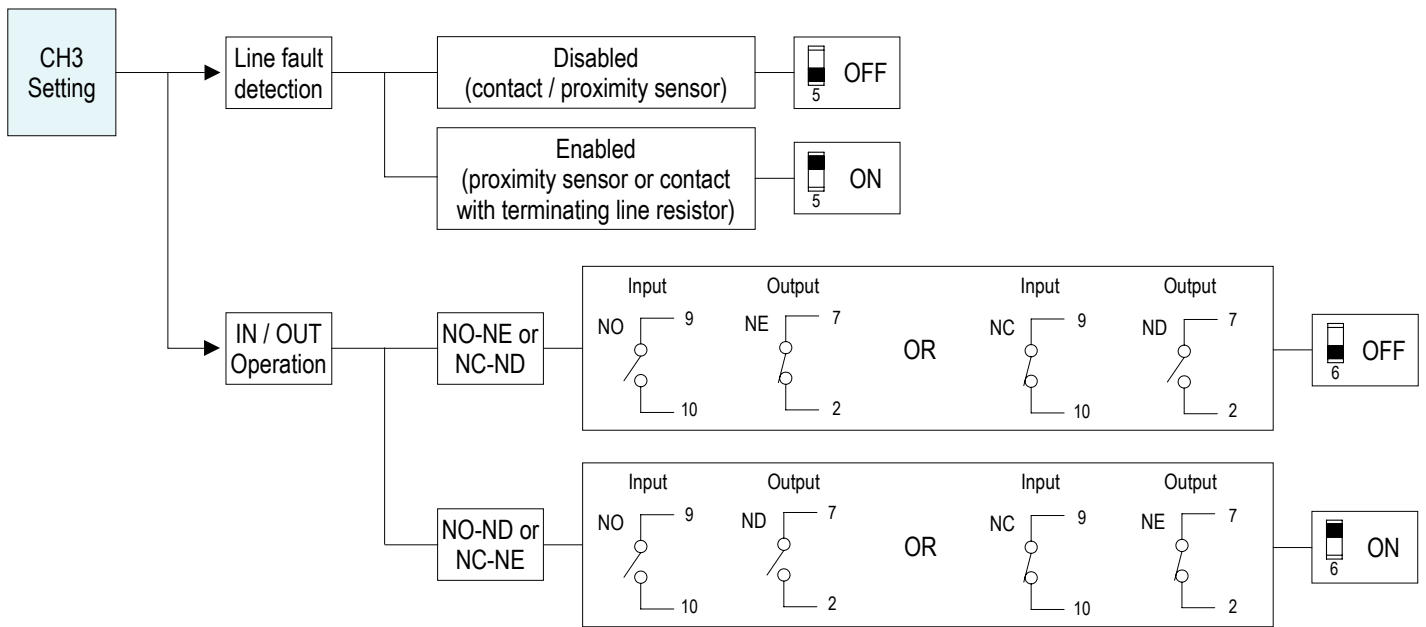 CH3
Setting
Line fault
detection
Disabled
(contact / proximity sensor)
5
OFF
Enabled
(proximity sensor or contact
with terminating line resistor)
5
ON
IN / OUT
Operation
NO-NE or
NC-ND
Input
Output
Input
Output
NO
9
NE
7
OR
NC
9
ND
7
10
2
10
2
6
OFF
NO-ND or
NC-NE
Input
Output
Input
Output
NO
9
ND
7
OR
NC
9
NE
7
10
2
10
2
6
ON